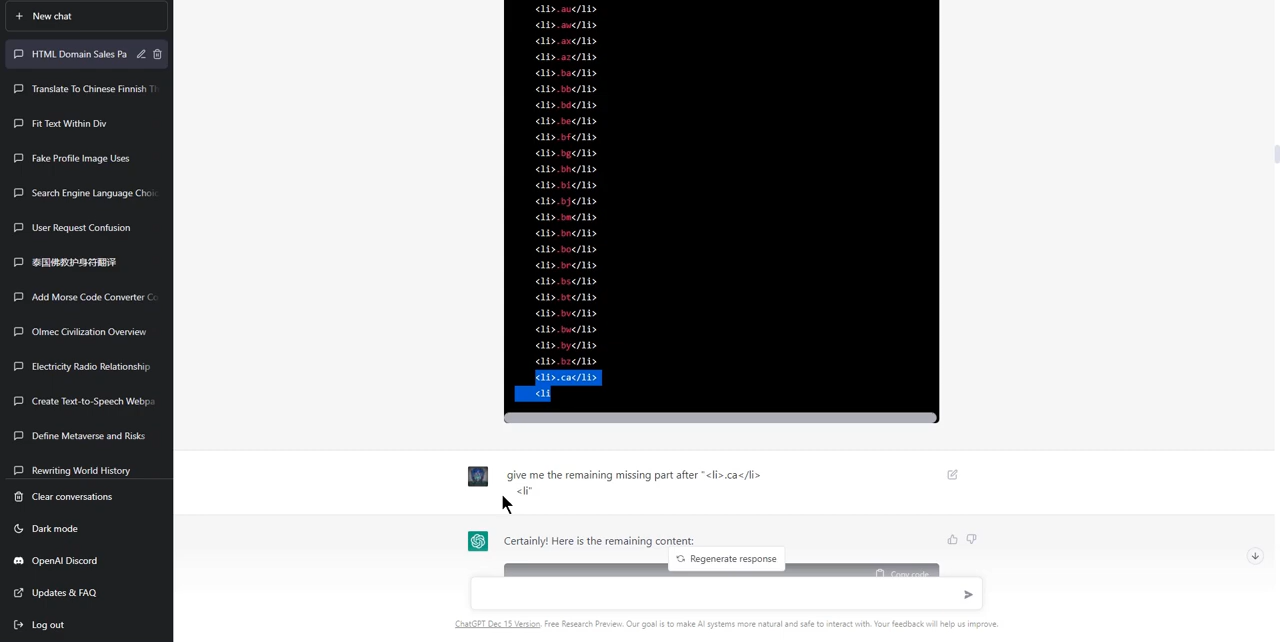 New chat
HTML Domain Sales Pa
Translate To Chinese Finnish Th
Fit Text Within Div
Fake Profile Image Uses
Search Engine Language Choic
User Request Confusion
泰国佛教护身符翻译
Add Morse Code Converter Co
Olmec Civilization Overview
Electricity Radio Relationship
Create Text-to-Speech Webpa
Define Metaverse and Risks
Rewriting World History
Clear conversations
Dark mode
OpenAI Discord
Updates & FAQ
Log out
<li>.au</li>
<li>.aw</li>
<li>.ax</li>
<li>.az</li>
<li>.ba</li>
<li>.bb</li>
<li>.bd</li>
<li>.be</li>
<li>.bf</li>
<li>.bg</li>
<li>.bh</li>
<li>.bi</li>
<li>.bj</li>
<li>.bm</li>
<li>.bn</li>
<li>.bo</li>
<li>.br</li>
<li>.bs</li>
<li>.bt</li>
<li>.bv</li>
<li>.bw</li>
<li>.by</li>
<li>.bz</li>
<li>.ca</li>
<li
give me the remaining missing part after "<li>.ca</li>
<li"
Certainly! Here is the remaining content:
Regenerate response
Copy code
ChatGPT Dec 15 Version. Free Research Preview. Our goal is to make AI systems more natural and safe to interact with. Your feedback will help us improve.